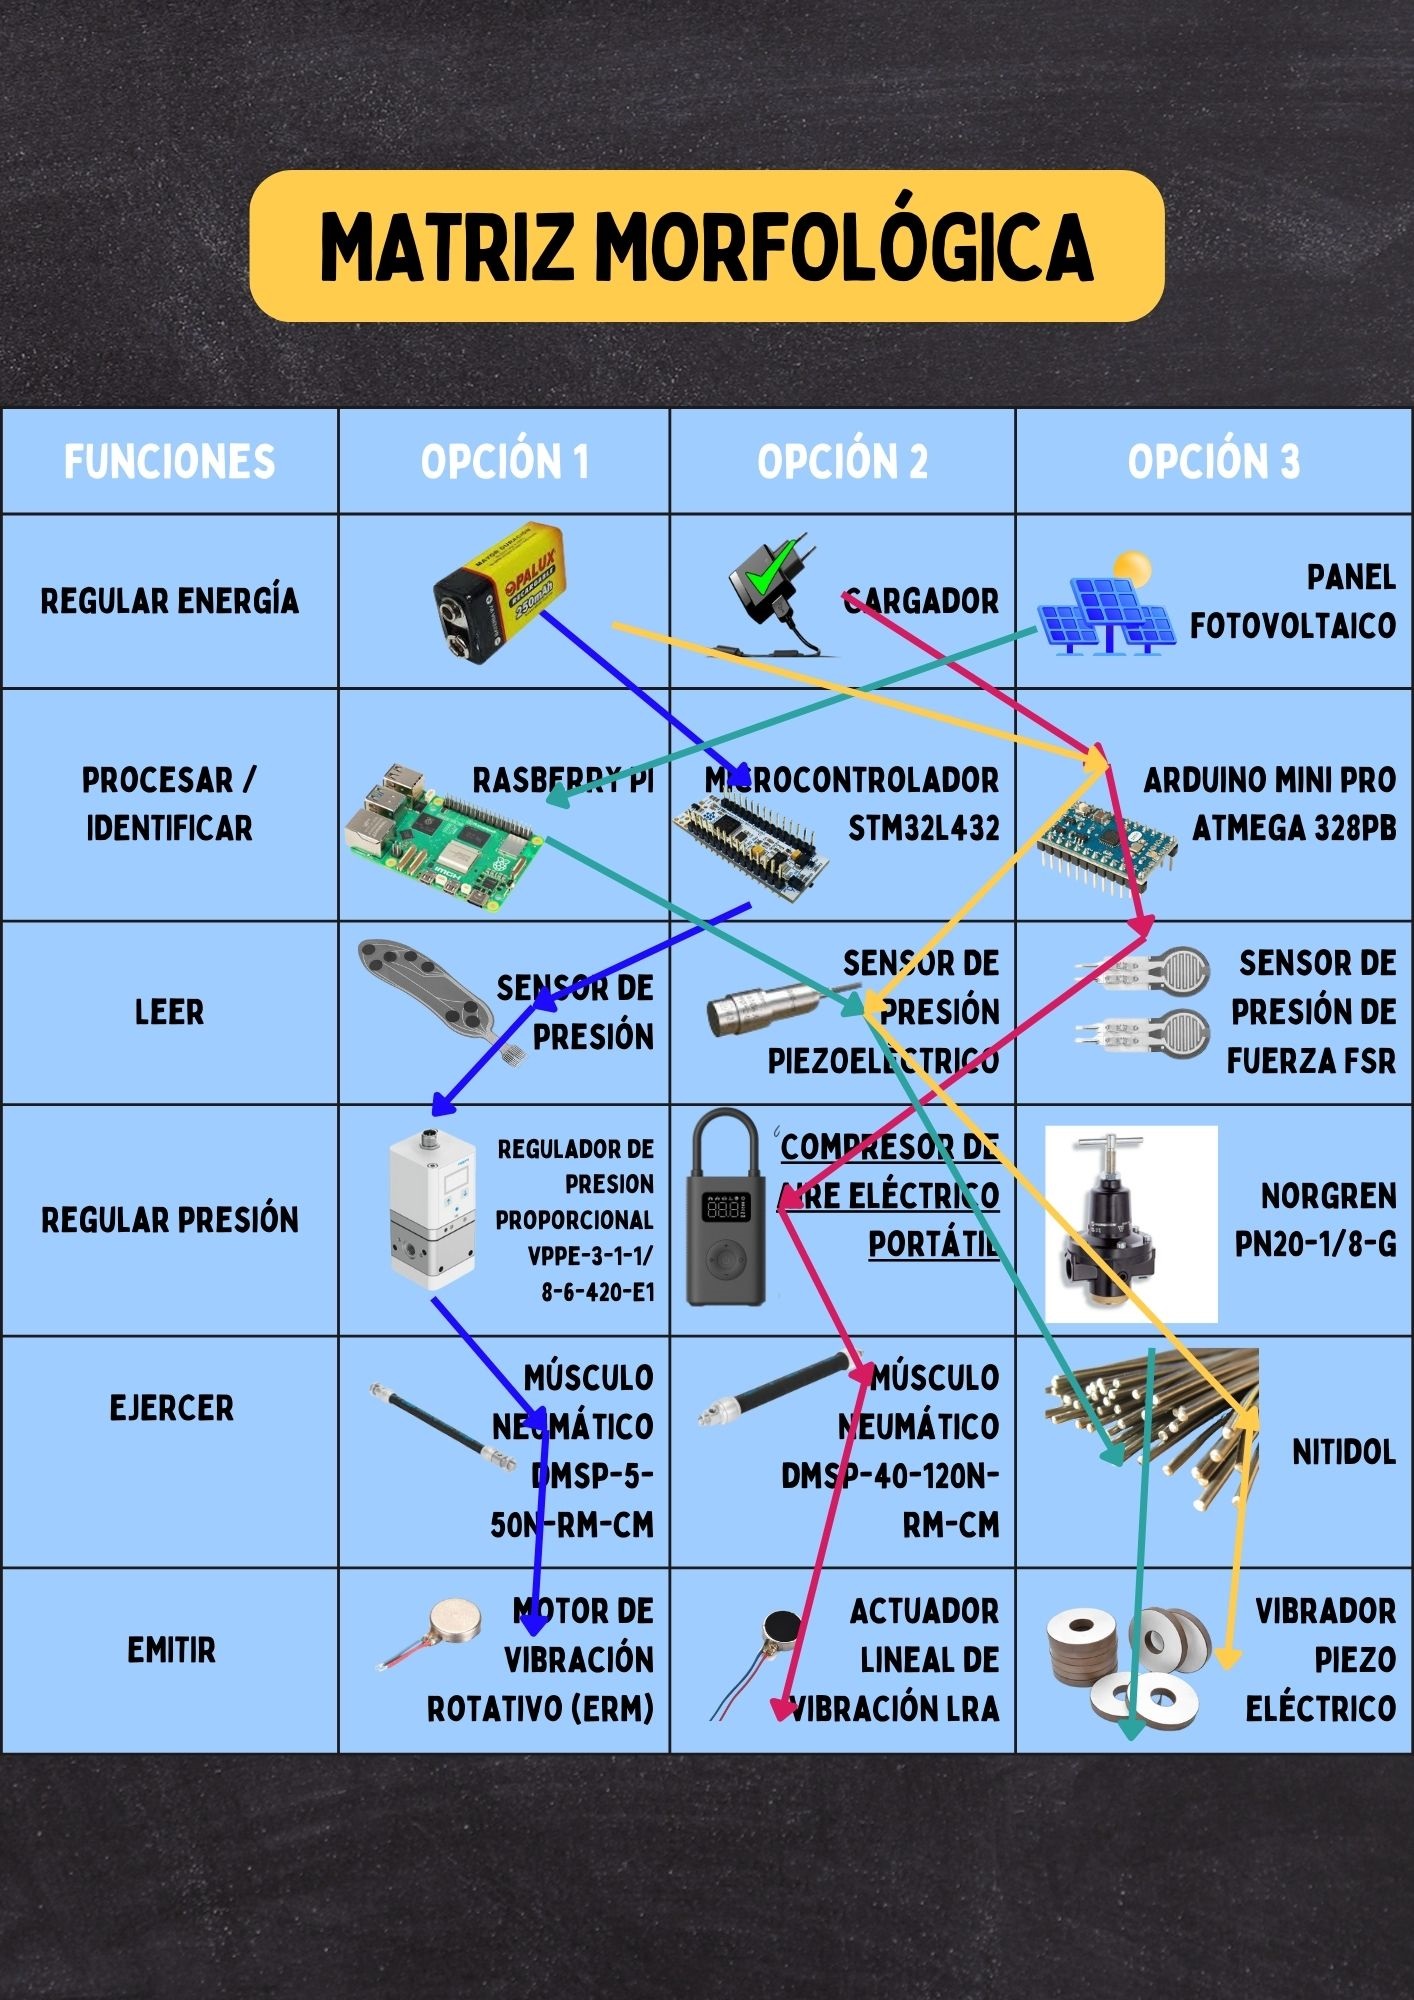 MATRIZ MORFOLÓGICA
FUNCIONES
OPCIÓN 1
OPCIÓN 2
OPCIÓN 3
REGULAR ENERGÍA
MAYOR DURACIÓN
OPALUX
RECARGABLE
250mAh
CARGADOR
PANEL
FOTOVOLTAICO
PROCESAR /
IDENTIFICAR
RASBERRY PI
MICROCONTROLADOR
STM32L432
ARDUINO MINI PRO
ATMEGA 328PB
LEER
SENSOR DE
PRESIÓN
SENSOR DE
PRESIÓN
PIEZOELÉCTRICO
SENSOR DE
PRESIÓN DE
FUERZA FSR
REGULAR PRESIÓN
REGULADOR DE
PRESION
PROPORCIONAL
VPPE-3-1-1/
8-6-420-E1
COMPRESOR DE
AIRE ELÉCTRICO
PORTÁTIL
NORGREN
PN20-1/8-G
EJERCER
MÚSCULO
NEUMÁTICO
DMSP-5-
50N-RM-CM
MÚSCULO
NEUMÁTICO
DMSP-40-120N-
RM-CM
NITIDOL
EMITIR
MOTOR DE
VIBRACIÓN
ROTATIVO (ERM)
ACTUADOR
LINEAL DE
VIBRACIÓN LRA
VIBRADOR
PIEZO
ELÉCTRICO